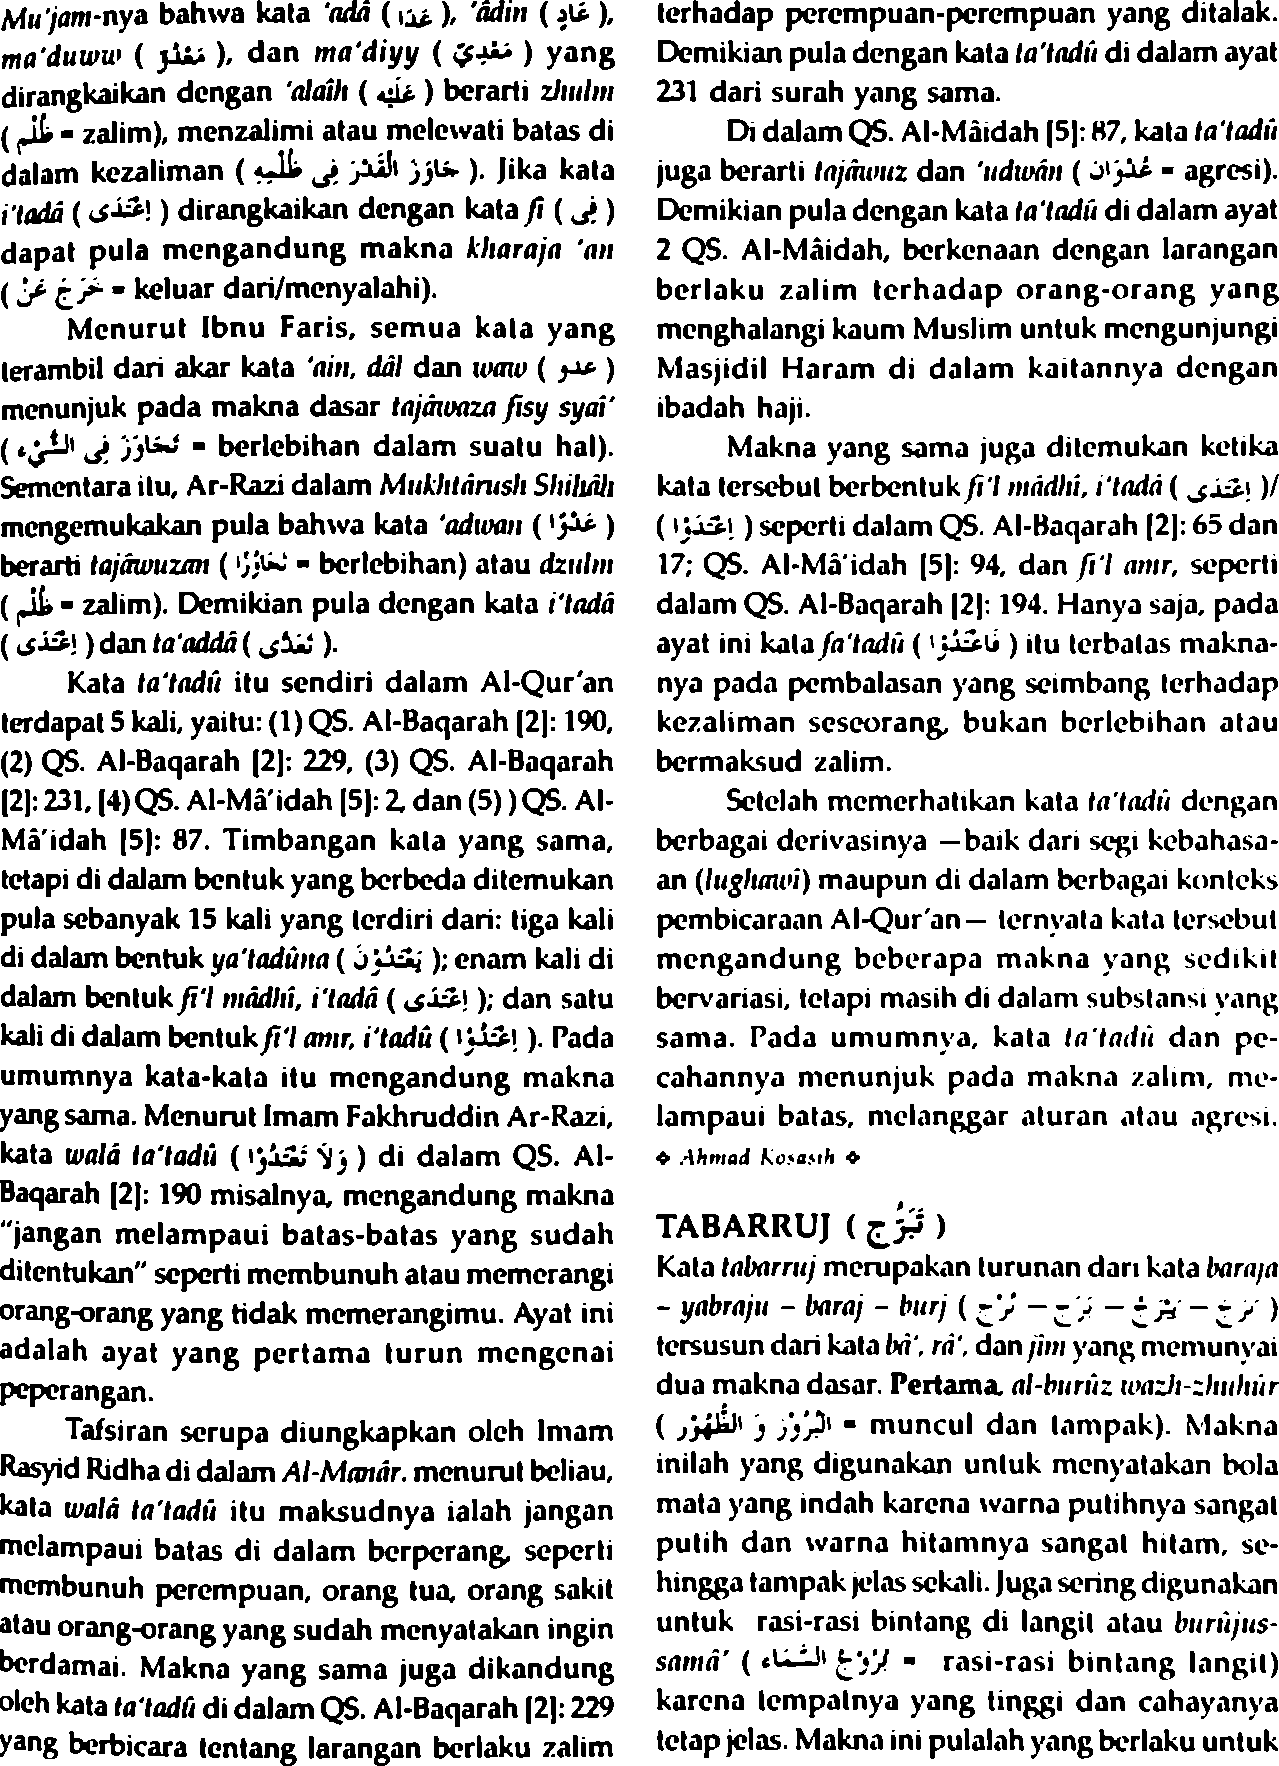 Mu'jam-nya bahwa kata 'adâ ( عَدَا ), 'âdin ( عَادٍ ),
ma'duww ( مَعْدُوّ ), dan ma'diyy ( مَعْدِيّ ) yang
dirangkaikan dengan 'alaîh ( عَلَيْهِ ) berarti zhulm
( ظُلْم = zalim), menzalimi atau melewati batas di
dalam kezaliman ( جَاوَزَ الْقَدْرَ فِى ظُلْمِهِ ). Jika kata
i'tadâ ( اِعْتَدَى ) dirangkaikan dengan kata fî ( فِى )
dapat pula mengandung makna kharaja 'an
( خَرَجَ عَنْ = keluar dari/menyalahi).
Menurut Ibnu Faris, semua kata yang
terambil dari akar kata 'ain, dâl dan waw ( عدو )
menunjuk pada makna dasar tajâwaza fisy syai'
( تَجَاوَزَ فِى الشَّيْءِ = berlebihan dalam suatu hal).
Sementara itu, Ar-Razi dalam Mukhtârush Shihâh
mengemukakan pula bahwa kata 'adwan ( عَدْوًا )
berarti tajâwuzan ( تَجَاوُزًا = berlebihan) atau dzulm
( ظُلْم = zalim). Demikian pula dengan kata i'tadâ
( اِعْتَدَى ) dan ta'addâ ( تَعَدَّى ).
Kata ta'tadû itu sendiri dalam Al-Qur'an
terdapat 5 kali, yaitu: (1) QS. Al-Baqarah [2]: 190,
(2) QS. Al-Baqarah [2]: 229, (3) QS. Al-Baqarah
[2]: 231, [4) QS. Al-Mâ'idah [5]: 2, dan (5) ) QS. Al-
Mâ'idah [5]: 87. Timbangan kata yang sama,
tetapi di dalam bentuk yang berbeda ditemukan
pula sebanyak 15 kali yang terdiri dari: tiga kali
di dalam bentuk ya'tadûna ( يَعْتَدُوْنَ ); enam kali di
dalam bentuk fi'l mâdhî, i'tadâ ( اِعْتَدَى ); dan satu
kali di dalam bentuk fi'l amr, i'tadû ( اِعْتَدُوْا ). Pada
umumnya kata-kata itu mengandung makna
yang sama. Menurut Imam Fakhruddin Ar-Razi,
kata walâ ta'tadû ( وَلاَ تَعْتَدُوْا ) di dalam QS. Al-
Baqarah [2]: 190 misalnya, mengandung makna
"jangan melampaui batas-batas yang sudah
ditentukan" seperti membunuh atau memerangi
orang-orang yang tidak memerangimu. Ayat ini
adalah ayat yang pertama turun mengenai
peperangan.
Tafsiran serupa diungkapkan oleh Imam
Rasyid Ridha di dalam Al-Manâr. menurut beliau,
kata walâ ta'tadû itu maksudnya ialah jangan
melampaui batas di dalam berperang, seperti
membunuh perempuan, orang tua, orang sakit
atau orang-orang yang sudah menyatakan ingin
berdamai. Makna yang sama juga dikandung
oleh kata ta'tadû di dalam QS. Al-Baqarah [2]: 229
yang berbicara tentang larangan berlaku zalim
terhadap perempuan-perempuan yang ditalak.
Demikian pula dengan kata ta'tadû di dalam ayat
231 dari surah yang sama.
Di dalam QS. Al-Mâidah [5]: 87, kata ta'tadû
juga berarti tajâwuz dan 'udwân ( عُدْوَان = agresi).
Demikian pula dengan kata ta'tadû di dalam ayat
2 QS. Al-Mâidah, berkenaan dengan larangan
berlaku zalim terhadap orang-orang yang
menghalangi kaum Muslim untuk mengunjungi
Masjidil Haram di dalam kaitannya dengan
ibadah haji.
Makna yang sama juga ditemukan ketika
kata tersebut berbentuk fi'l mâdhî, i'tadâ ( اِعْتَدَى )/
( اِعْتَدَوْا ) seperti dalam QS. Al-Baqarah [2]: 65 dan
17; QS. Al-Mâ'idah [5]: 94, dan fi'l amr, seperti
dalam QS. Al-Baqarah [2]: 194. Hanya saja, pada
ayat ini kata fa'tadû ( فَاعْتَدُوْا ) itu terbatas makna-
nya pada pembalasan yang seimbang terhadap
kezaliman seseorang, bukan berlebihan atau
bermaksud zalim.
Setelah memerhatikan kata ta'tadû dengan
berbagai derivasinya —baik dari segi kebahasa-
an (lughawî) maupun di dalam berbagai konteks
pembicaraan Al-Qur'an— ternyata kata tersebut
mengandung beberapa makna yang sedikit
bervariasi, tetapi masih di dalam substansi yang
sama. Pada umumnya, kata ta'tadû dan pe-
cahannya menunjuk pada makna zalim, me-
lampaui batas, melanggar aturan atau agresi.
❖ Ahmad Kosasih ❖
TABARRUJ ( تَبَرُّج )
Kata tabarruj merupakan turunan dari kata baraja
– yabraju – baraj – burj ( بَرَجَ – يَبْرَجُ – بَرَج – بُرْج )
tersusun dari kata bâ', râ', dan jîm yang memunyai
dua makna dasar. Pertama, al-burûz wazh-zhuhûr
( الْبُرُوْز وَ الظُّهُوْر = muncul dan tampak). Makna
inilah yang digunakan untuk menyatakan bola
mata yang indah karena warna putihnya sangat
putih dan warna hitamnya sangat hitam, se-
hingga tampak jelas sekali. Juga sering digunakan
untuk rasi-rasi bintang di langit atau burûjus-
samâ' ( بُرُوْجُ السَّمَاءِ = rasi-rasi bintang langit)
karena tempatnya yang tinggi dan cahayanya
tetap jelas. Makna ini pulalah yang berlaku untuk